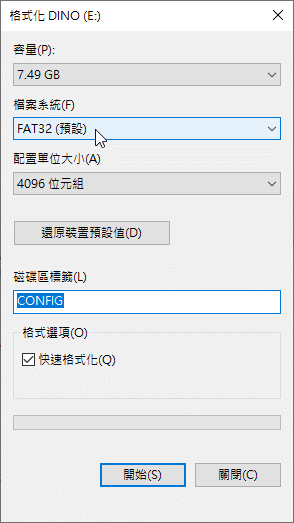 格式化 DINO (E:)
容量(P):
7.49 GB
檔案系統(F)
FAT32 (預設)
配置單位大小(A)
4096 位元組
還原裝置預設值(D)
磁碟區標籤(L)
CONFIG
格式選項(O)
快速格式化(Q)
開始(S)
關閉(C)